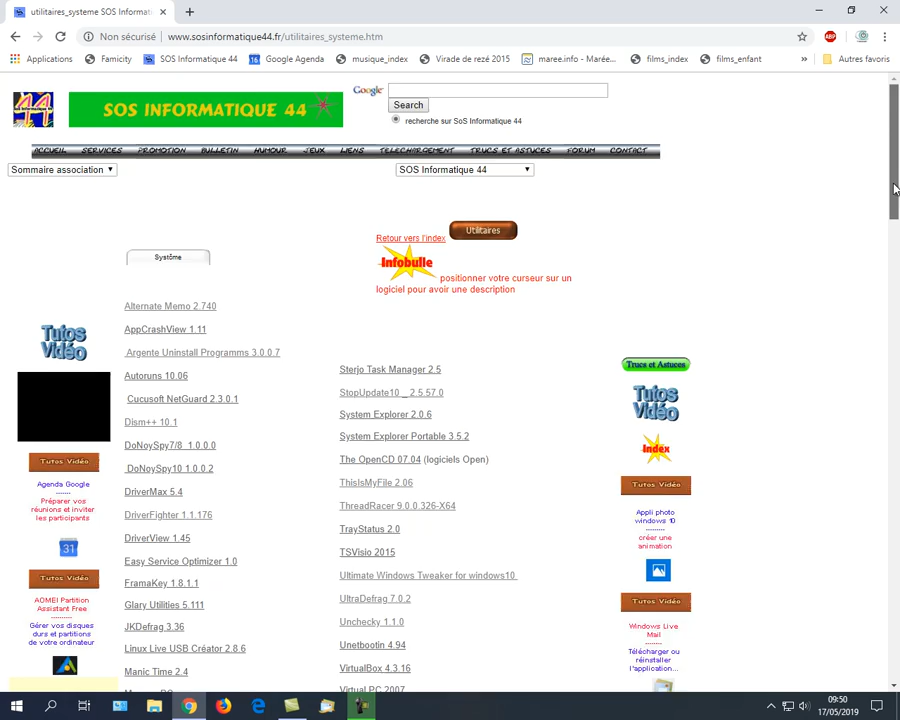 utilitaires_systeme SOS Informati
Non sécurisé | www.sosinformatique44.fr/utilitaires_systeme.htm
ABP
Applications Famicity SOS Informatique 44 16 Google Agenda musique_index Virade de rezé 2015 maree.info - Marée... films_index films_enfant » Autres favoris
44 SOS INFORMATIQUE 44
Google
Search
recherche sur SoS Informatique 44
ACCUEIL SERVICES PROMOTION BULLETIN HUMOUR JEUX LIENS TELECHARGEMENT TRUCS ET ASTUCES FORUM CONTACT
Sommaire association SOS Informatique 44
Retour vers l'index Utilitaires
Infobulle positionner votre curseur sur un
logiciel pour avoir une description
Système
Alternate Memo 2.740
AppCrashView 1.11
Argente Uninstall Programms 3.0.0.7
Autoruns 10.06
Cucusoft NetGuard 2.3.0.1
Dism++ 10.1
DoNoySpy7/8 1.0.0.0
DoNoySpy10 1.0.0.2
DriverMax 5.4
DriverFighter 1.1.176
DriverView 1.45
Easy Service Optimizer 1.0
FramaKey 1.8.1.1
Glary Utilities 5.111
JKDefrag 3.36
Linux Live USB Créator 2.8.6
Manic Time 2.4
Sterjo Task Manager 2.5
StopUpdate10 _ 2.5.57.0
System Explorer 2.0.6
System Explorer Portable 3.5.2
The OpenCD 07.04 (logiciels Open)
ThisIsMyFile 2.06
ThreadRacer 9.0.0.326-X64
TrayStatus 2.0
TSVisio 2015
Ultimate Windows Tweaker for windows10
UltraDefrag 7.0.2
Unchecky 1.1.0
Unetbootin 4.94
VirtualBox 4.3.16
Virtual PC 2007
Tutos
Vidéo
Tutos Vidéo
Agenda Google
--------
Préparer vos
réunions et inviter
les participants
31
Tutos Vidéo
AOMEI Partition
Assistant Free
----------
Gérer vos disques
durs et partitions
de votre ordinateur
Trucs et Astuces
Tutos
Vidéo
Index
Tutos Vidéo
Appli photo
windows 10
--------
créer une
animation
Tutos Vidéo
Windows Live
Mail
--------
Télécharger ou
réinstaller
l'application...
09:50
17/05/2019